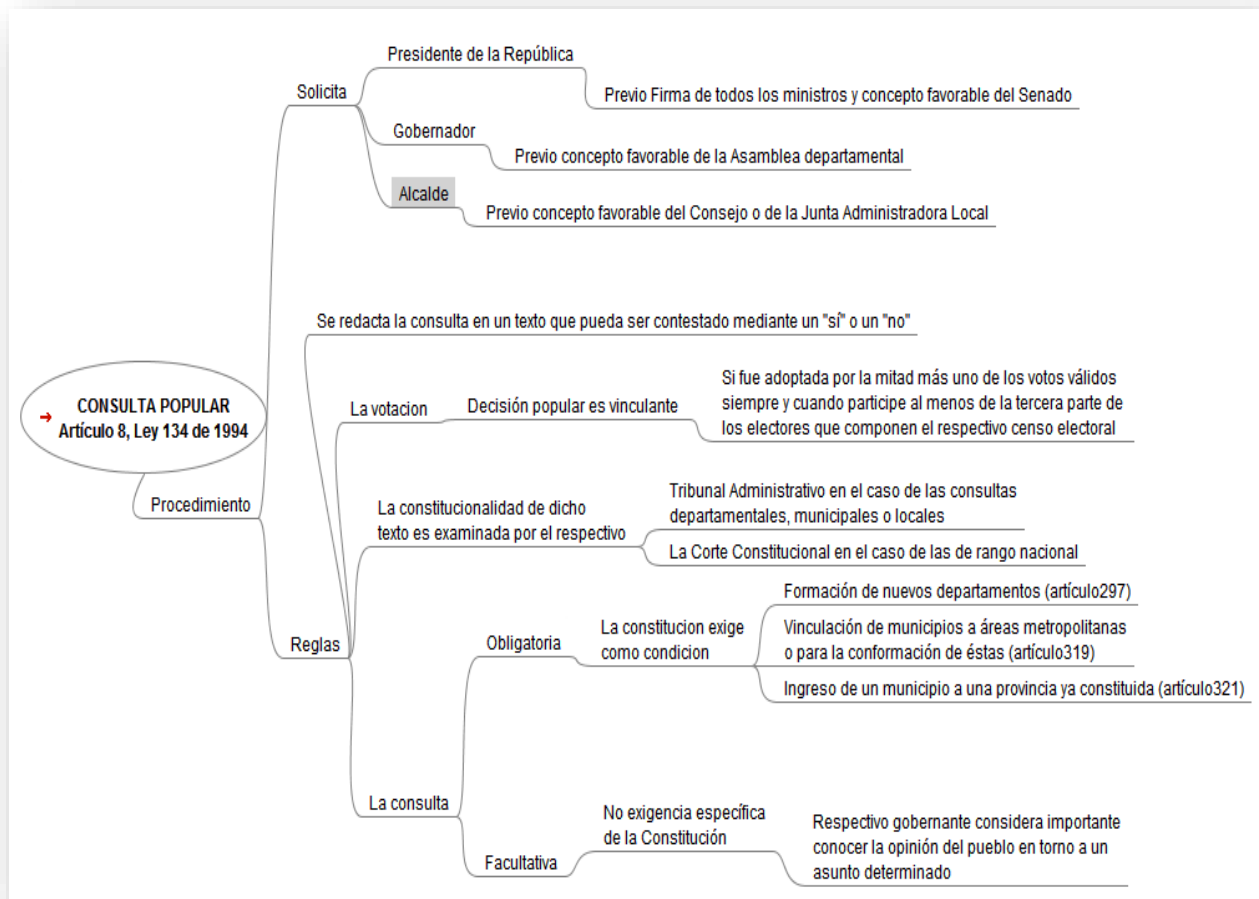 CONSULTA POPULAR
Artículo 8, Ley 134 de 1994
Procedimiento
Solicita
Presidente de la República
Previo Firma de todos los ministros y concepto favorable del Senado
Gobernador
Previo concepto favorable de la Asamblea departamental
Alcalde
Previo concepto favorable del Consejo o de la Junta Administradora Local
Reglas
Se redacta la consulta en un texto que pueda ser contestado mediante un "sí" o un "no"
La votacion
Decisión popular es vinculante
Si fue adoptada por la mitad más uno de los votos válidos
siempre y cuando participe al menos de la tercera parte de
los electores que componen el respectivo censo electoral
La constitucionalidad de dicho
texto es examinada por el respectivo
Tribunal Administrativo en el caso de las consultas
departamentales, municipales o locales
La Corte Constitucional en el caso de las de rango nacional
La consulta
Obligatoria
La constitucion exige
como condicion
Formación de nuevos departamentos (artículo297)
Vinculación de municipios a áreas metropolitanas
o para la conformación de éstas (artículo319)
Ingreso de un municipio a una provincia ya constituida (artículo321)
Facultativa
No exigencia específica
de la Constitución
Respectivo gobernante considera importante
conocer la opinión del pueblo en torno a un
asunto determinado